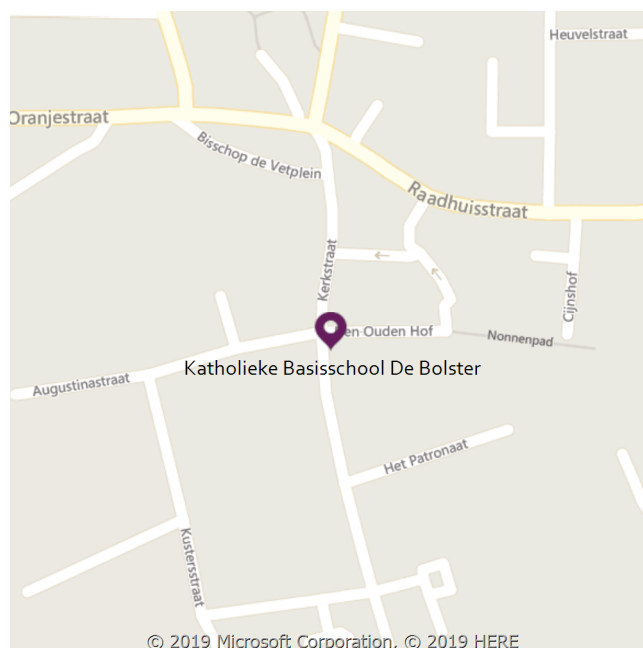 Heuvelstraat
Oranjestraat
Bisschop de Vetplein
Raadhuisstraat
Kerkstraat
Cijnshof
en Ouden Hof
Nonnenpad
Katholieke Basisschool De Bolster
Augustinastraat
Het Patronaat
Kustersstraat
© 2019 Microsoft Corporation, © 2019 HERE